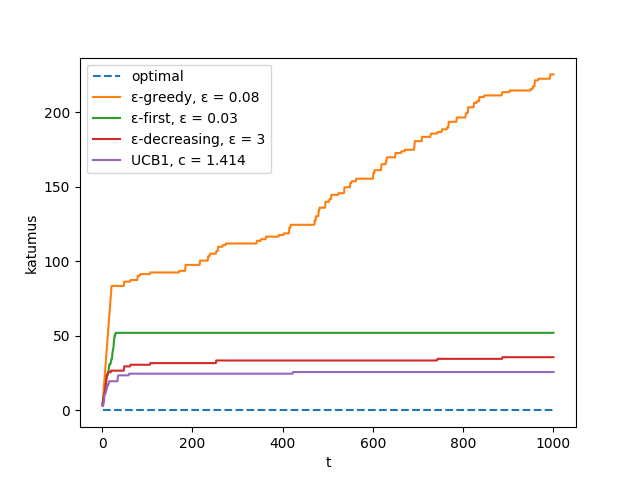 optimal
ε-greedy, ε = 0.08
ε-first, ε = 0.03
ε-decreasing, ε = 3
UCB1, c = 1.414
katumus
200
150
100
50
0
0 200 400 600 800 1000
t